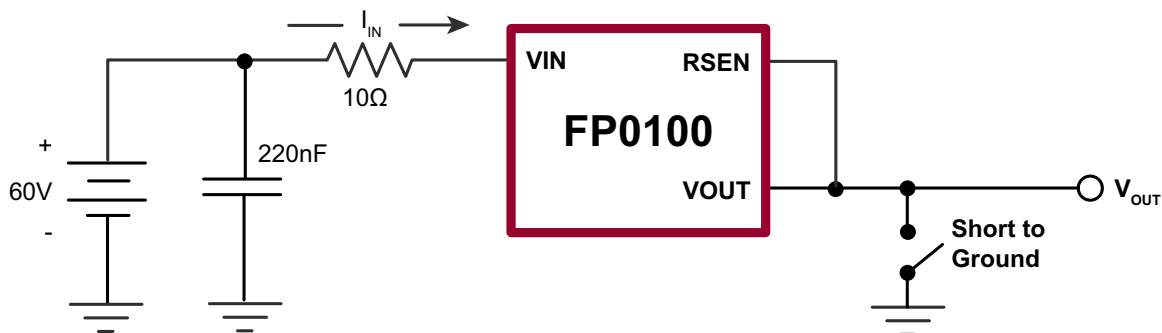 I_IN
10Ω
VIN
RSEN
FP0100
+
60V
-
220nF
VOUT
V_OUT
Short to
Ground